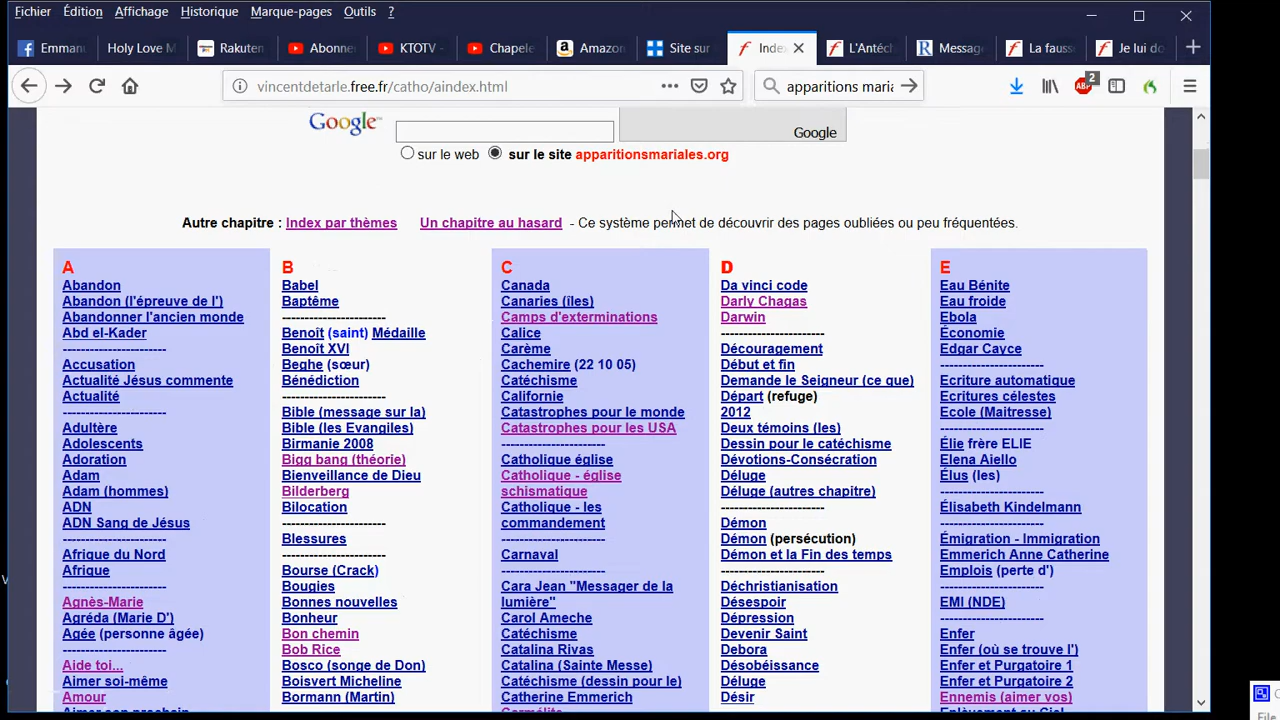 Fichier Édition Affichage Historique Marque-pages Outils ?
Emmanu Holy Love M Rakuten Abonne KTOTV - Chapele Amazon Site sur Index L'Antéch Messag La fauss Je lui do
vincentdetarle.free.fr/catho/aindex.html
apparitions maria
ABP 2
Google
Google
sur le web sur le site apparitionsmariales.org
Autre chapitre : Index par thèmes Un chapitre au hasard - Ce système permet de découvrir des pages oubliées ou peu fréquentées.
A
Abandon
Abandon (l'épreuve de l')
Abandonner l'ancien monde
Abd el-Kader
----------------------
Accusation
Actualité Jésus commente
Actualité
----------------------
Adultère
Adolescents
Adoration
Adam
Adam (hommes)
ADN
ADN Sang de Jésus
----------------------
Afrique du Nord
Afrique
----------------------
Agnès-Marie
Agréda (Marie D')
Agée (personne âgée)
----------------------
Aide toi...
Aimer soi-même
Amour
Aimer son prochain
B
Babel
Baptême
----------------------
Benoît (saint) Médaille
Benoît XVI
Beghe (sœur)
Bénédiction
----------------------
Bible (message sur la)
Bible (les Evangiles)
Birmanie 2008
Bigg bang (théorie)
Bienveillance de Dieu
Bilderberg
Bilocation
----------------------
Blessures
----------------------
Bourse (Crack)
Bougies
Bonnes nouvelles
Bonheur
Bon chemin
Bob Rice
Bosco (songe de Don)
Boisvert Micheline
Bormann (Martin)
C
Canada
Canaries (îles)
Camps d'exterminations
Calice
Carème
Cachemire (22 10 05)
Catéchisme
Californie
Catastrophes pour le monde
Catastrophes pour les USA
----------------------
Catholique église
Catholique - église
schismatique
Catholique - les
commandement
----------------------
Carnaval
----------------------
Cara Jean "Messager de la
lumière"
Carol Ameche
Catéchisme
Catalina Rivas
Catalina (Sainte Messe)
Catéchisme (dessin pour le)
Catherine Emmerich
Carmélite
D
Da vinci code
Darly Chagas
Darwin
----------------------
Découragement
Début et fin
Demande le Seigneur (ce que)
Départ (refuge)
2012
Deux témoins (les)
Dessin pour le catéchisme
Dévotions-Consécration
Déluge
Déluge (autres chapitre)
----------------------
Démon
Démon (persécution)
Démon et la Fin des temps
----------------------
Déchristianisation
Désespoir
Dépression
Devenir Saint
Debora
Désobéissance
Déluge
Désir
E
Eau Bénite
Eau froide
Ebola
Économie
Edgar Cayce
----------------------
Ecriture automatique
Ecritures célestes
Ecole (Maitresse)
----------------------
Élie frère ELIE
Elena Aiello
Élus (les)
----------------------
Élisabeth Kindelmann
----------------------
Émigration - Immigration
Emmerich Anne Catherine
Emplois (perte d')
----------------------
EMI (NDE)
----------------------
Enfer
Enfer (où se trouve l')
Enfer et Purgatoire 1
Enfer et Purgatoire 2
Ennemis (aimer vos)
Enlèvement au Ciel
File